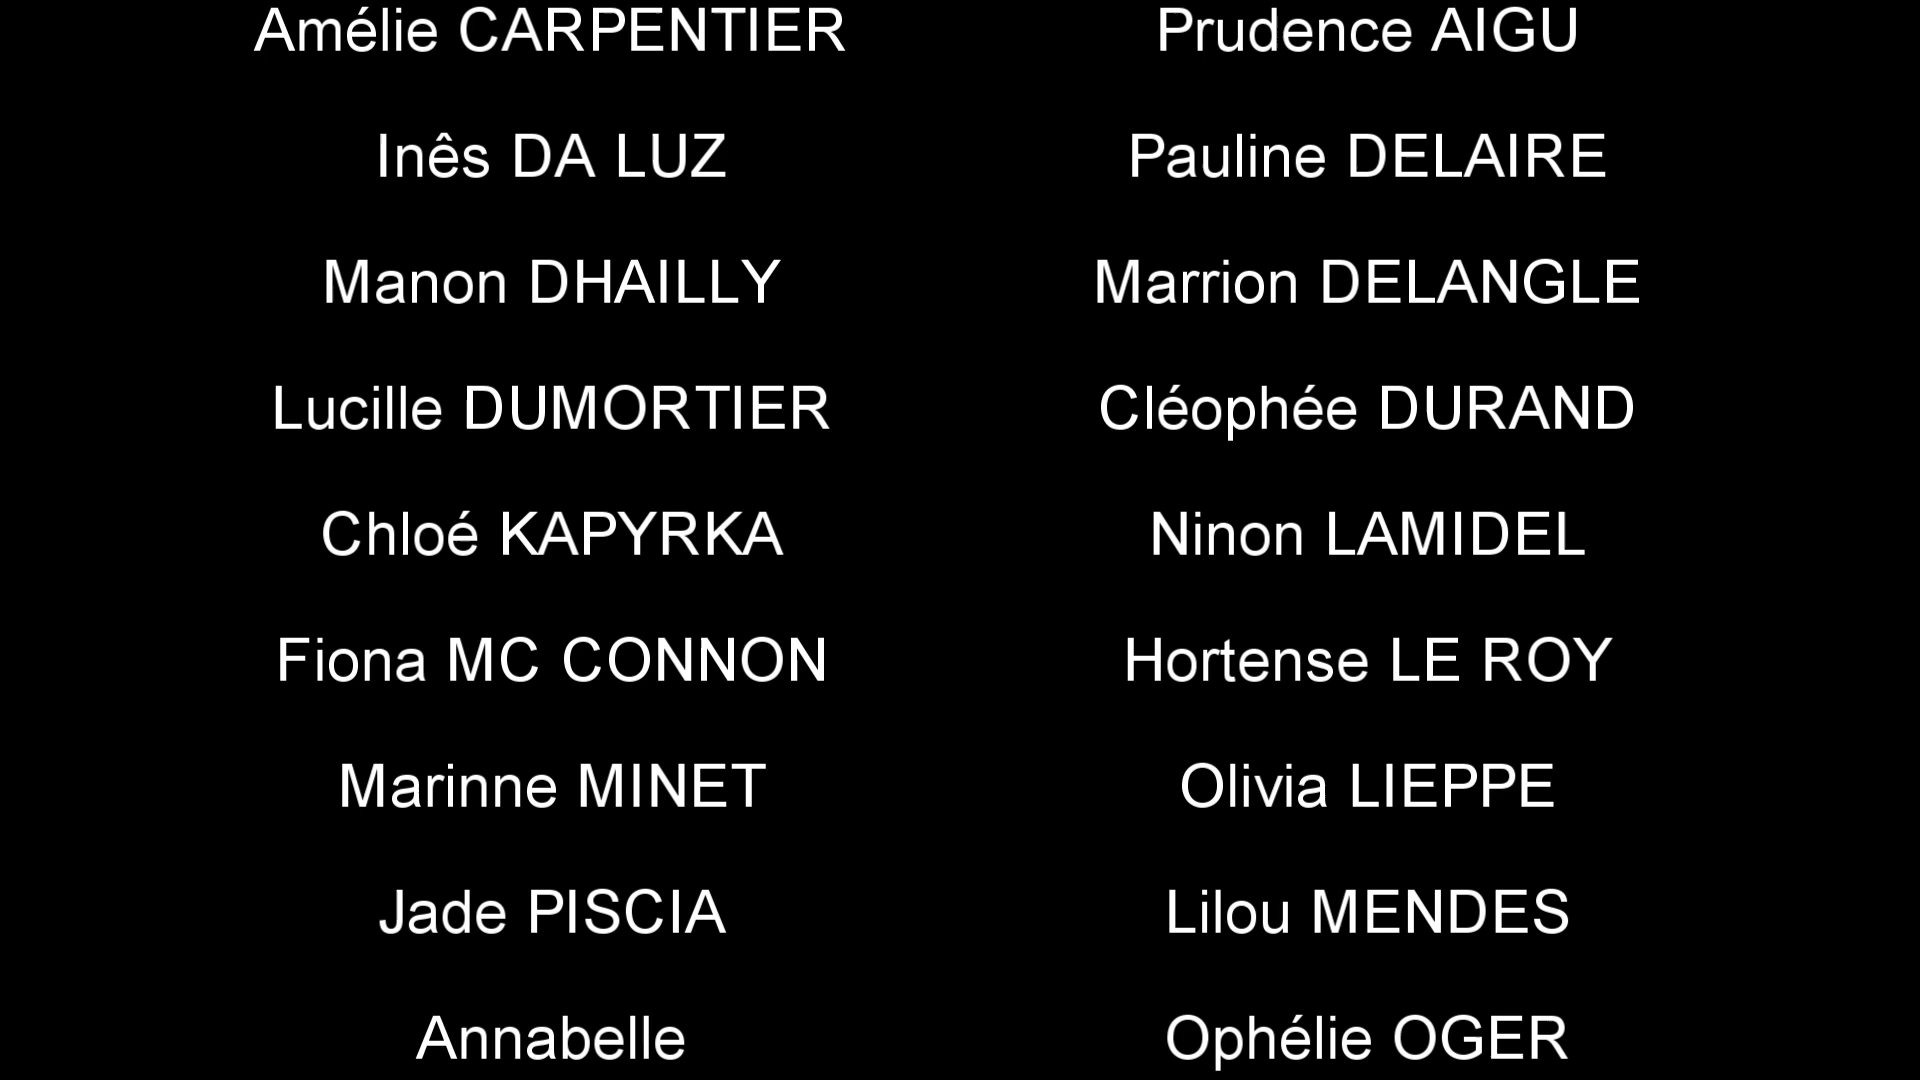 Amélie CARPENTIER
Prudence AIGU
Inês DA LUZ
Pauline DELAIRE
Manon DHAILLY
Marrion DELANGLE
Lucille DUMORTIER
Cléophée DURAND
Chloé KAPYRKA
Ninon LAMIDEL
Fiona MC CONNON
Hortense LE ROY
Marinne MINET
Olivia LIEPPE
Jade PISCIA
Lilou MENDES
Annabelle
Ophélie OGER